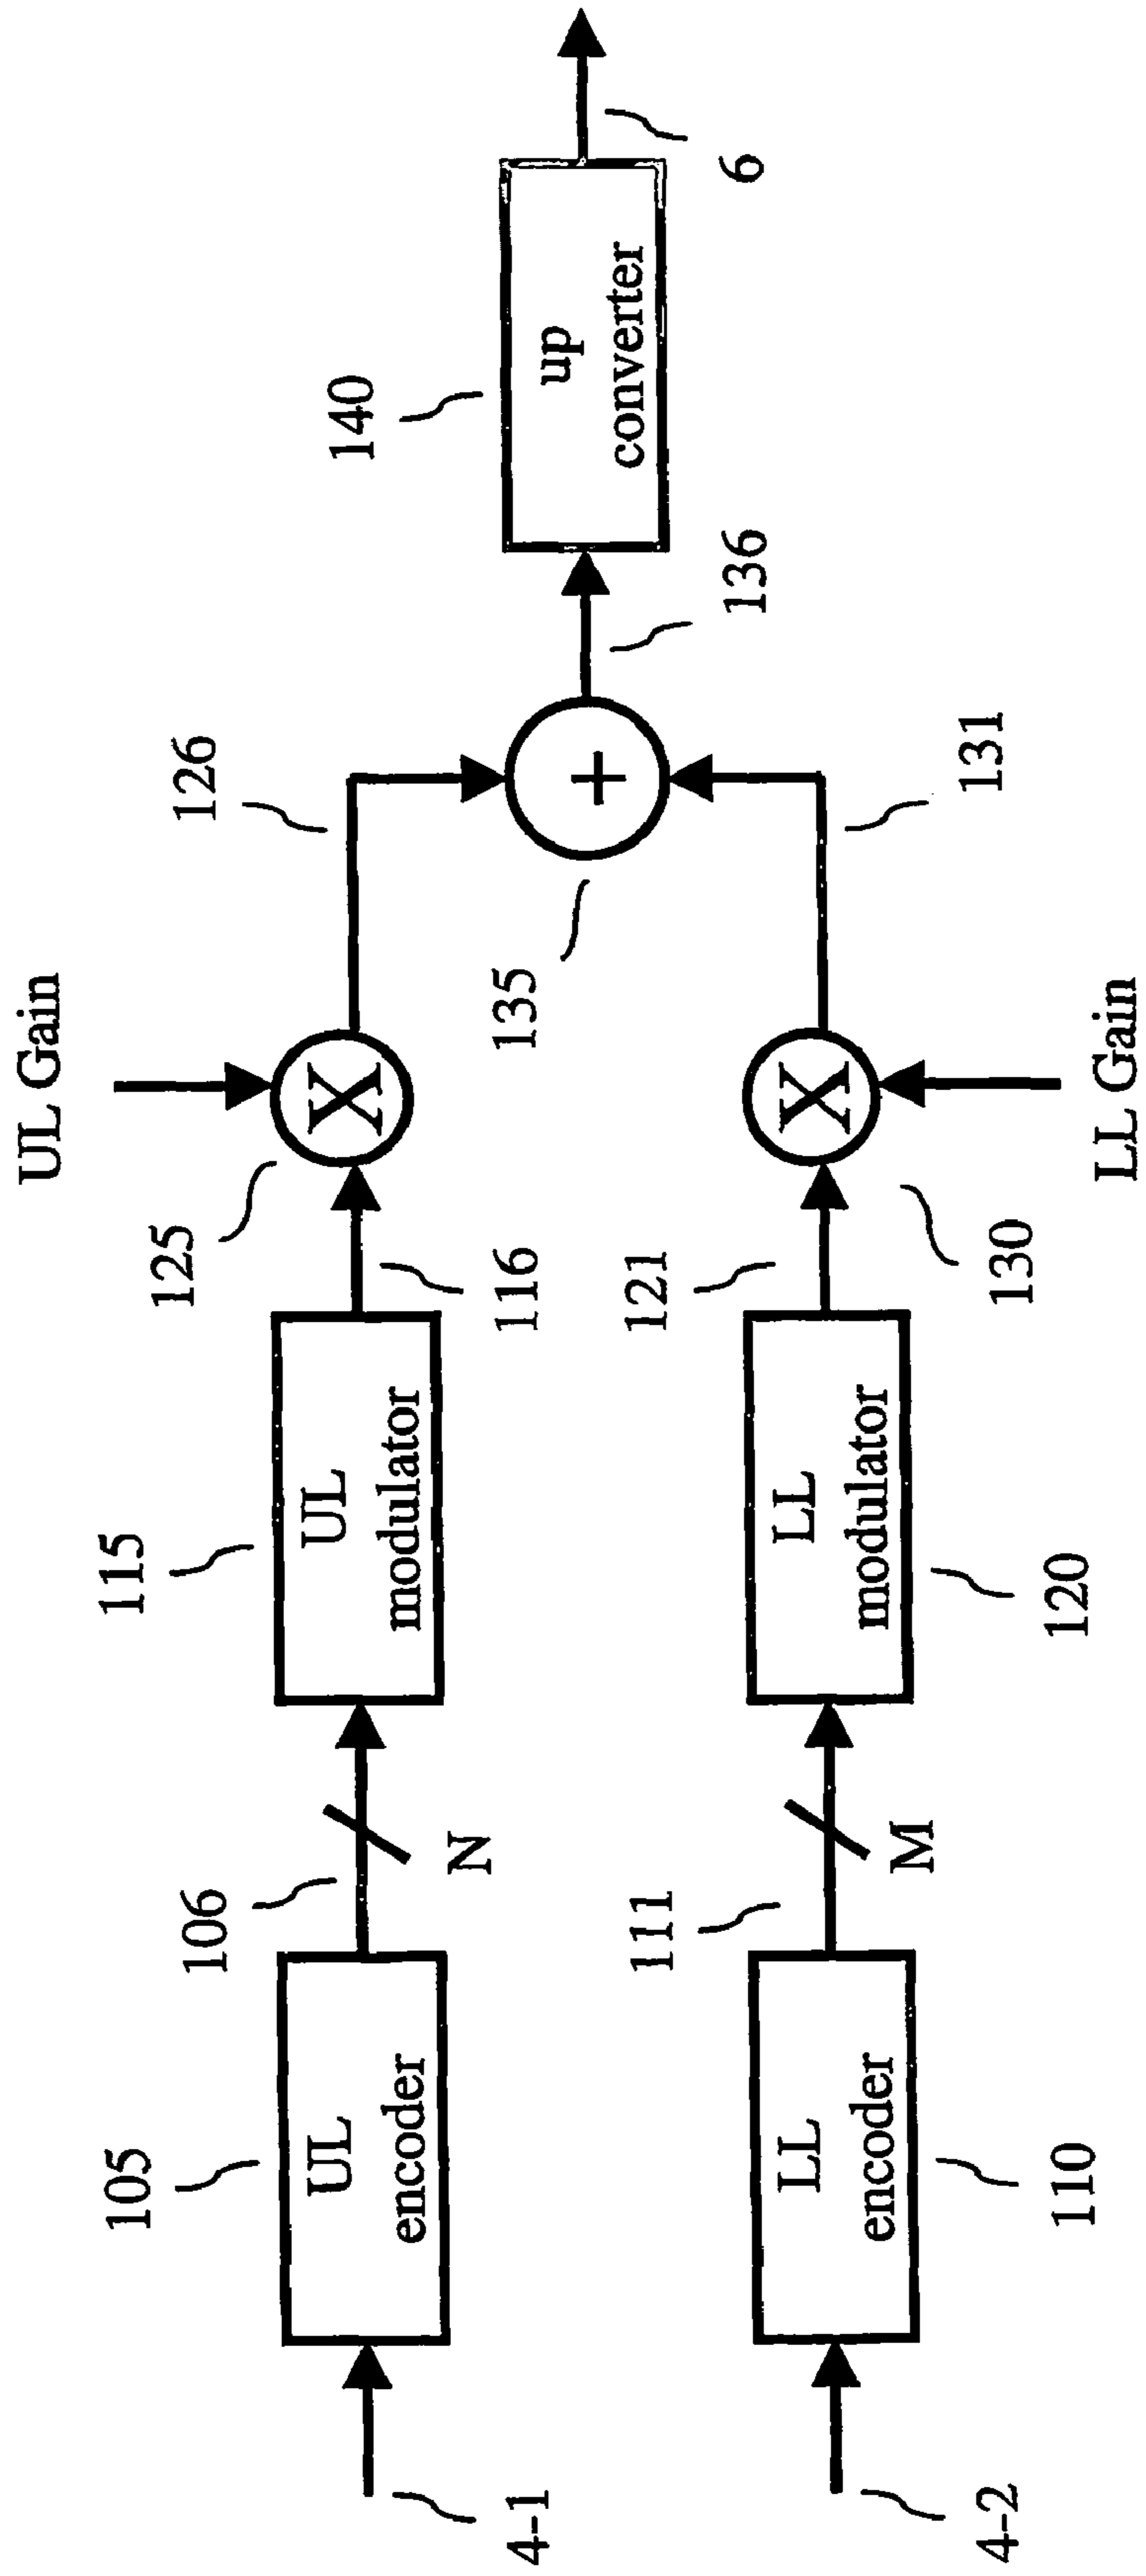 UL Gain
125
126
115
116
105
106
N
UL
encoder
UL
modulator
X
4-1
135
+
136
140
up
converter
6
4-2
LL
encoder
110
111
M
LL
modulator
120
121
X
130
131
LL Gain